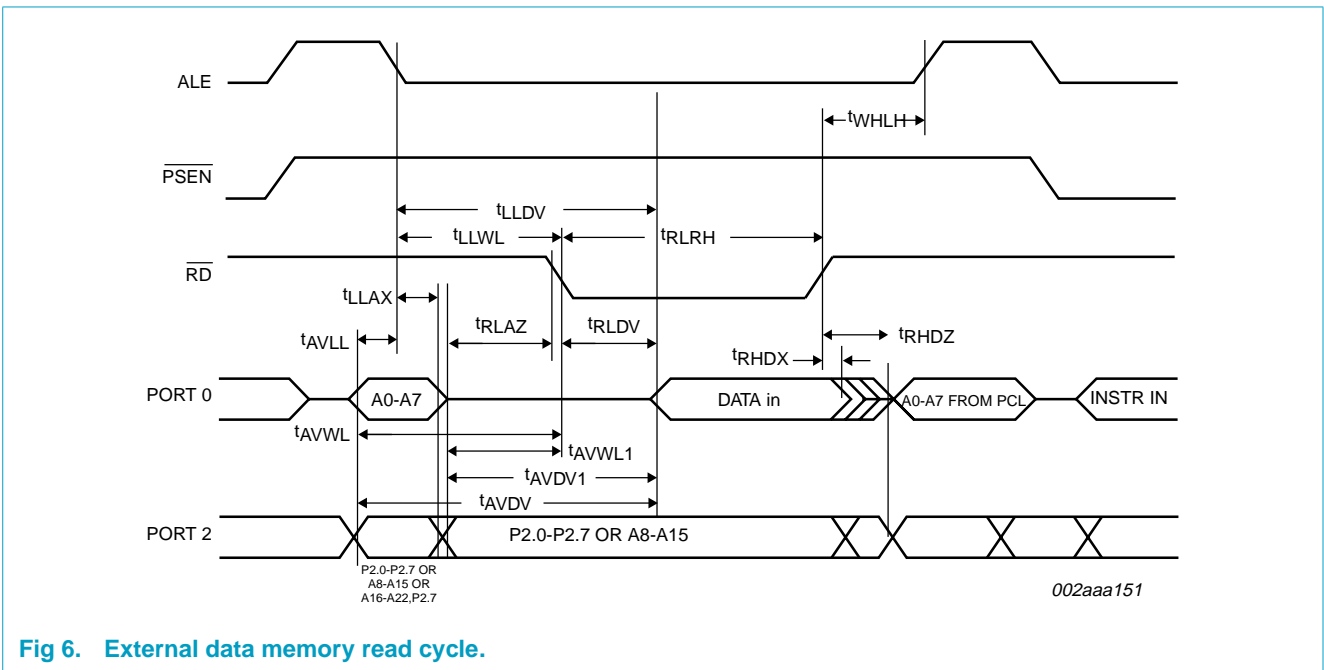 ALE
tWHLH
PSEN
tLLDV
tLLWL
tRLRH
RD
tLLAX
tRLAZ
tRLDV
tRHDZ
tAVLL
tRHDX
PORT 0
A0-A7
DATA in
A0-A7 FROM PCL
INSTR IN
tAVWL
tAVWL1
tAVDV1
tAVDV
PORT 2
P2.0-P2.7 OR A8-A15
P2.0-P2.7 OR
A8-A15 OR
A16-A22,P2.7
002aaa151
Fig 6. External data memory read cycle.